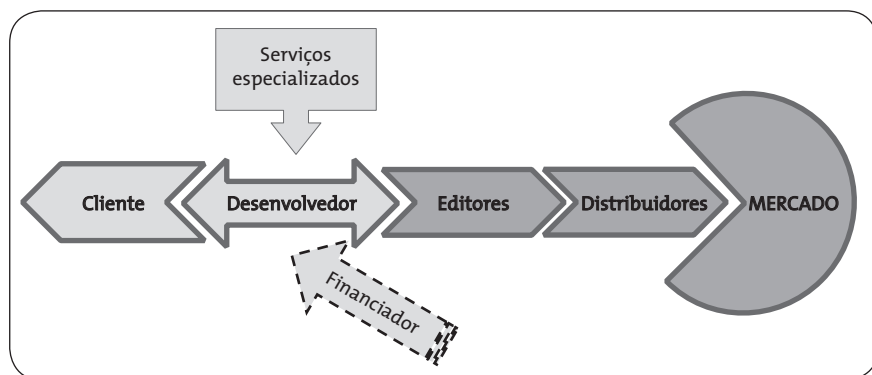 Serviços
especializados
Cliente
Desenvolvedor
Editores
Distribuidores
MERCADO
Financiador